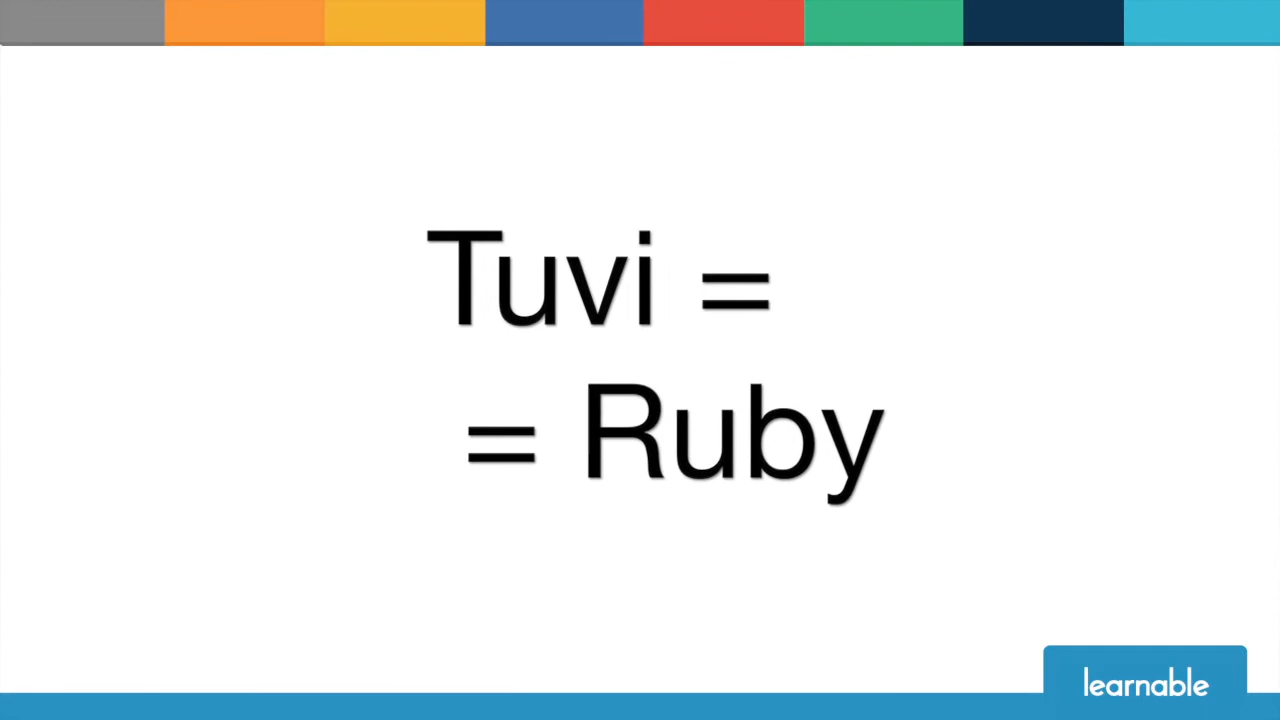 Tuvi =
= Ruby
learnable